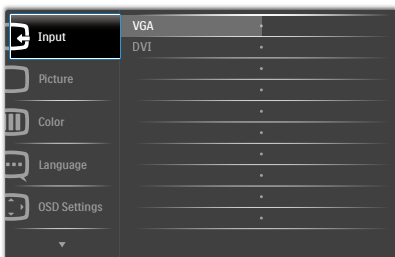 Input
VGA
DVI
Picture
Color
Language
OSD Settings